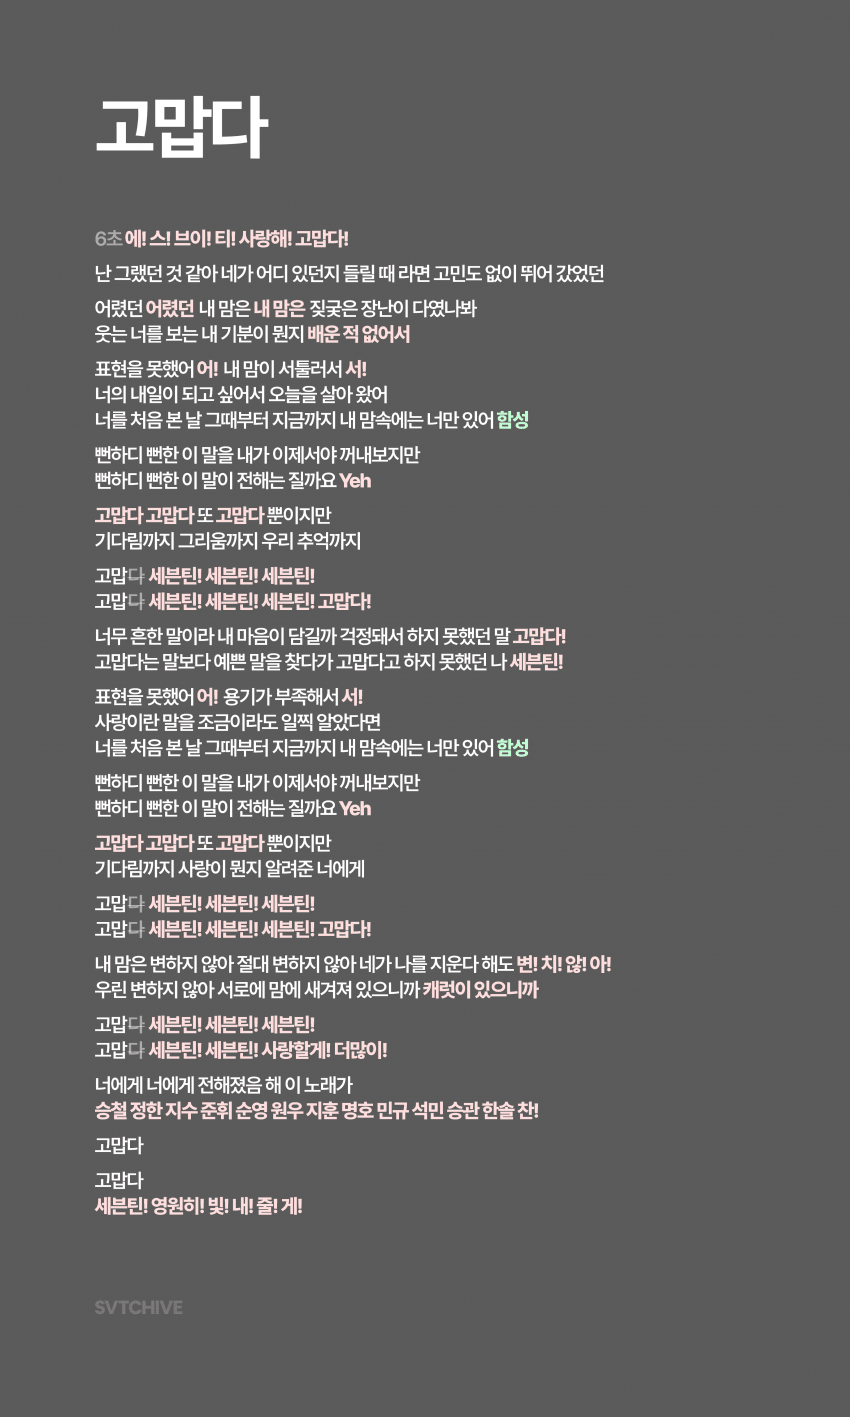 고맙다
6초 에! 스! 브이! 티! 사랑해! 고맙다!
난 그랬던 것 같아 네가 어디 있던지 들릴 때 라면 고민도 없이 뛰어 갔었던
어렸던 어렸던 내 맘은 내 맘은 짖궂은 장난이 다였나봐
웃는 너를 보는 내 기분이 뭔지 배운 적 없어서
표현을 못했어 어! 내 맘이 서툴러서 서!
너의 내일이 되고 싶어서 오늘을 살아 왔어
너를 처음 본 날 그때부터 지금까지 내 맘속에는 너만 있어 함성
뻔하디 뻔한 이 말을 내가 이제서야 꺼내보지만
뻔하디 뻔한 이 말이 전해는 질까요 Yeh
고맙다 고맙다 또 고맙다 뿐이지만
기다림까지 그리움까지 우리 추억까지
고맙다 세븐틴! 세븐틴! 세븐틴!
고맙다 세븐틴! 세븐틴! 세븐틴! 고맙다!
너무 흔한 말이라 내 마음이 담길까 걱정돼서 하지 못했던 말 고맙다!
고맙다는 말보다 예쁜 말을 찾다가 고맙다고 하지 못했던 나 세븐틴!
표현을 못했어 어! 용기가 부족해서 서!
사랑이란 말을 조금이라도 일찍 알았다면
너를 처음 본 날 그때부터 지금까지 내 맘속에는 너만 있어 함성
뻔하디 뻔한 이 말을 내가 이제서야 꺼내보지만
뻔하디 뻔한 이 말이 전해는 질까요 Yeh
고맙다 고맙다 또 고맙다 뿐이지만
기다림까지 사랑이 뭔지 알려준 너에게
고맙다 세븐틴! 세븐틴! 세븐틴!
고맙다 세븐틴! 세븐틴! 세븐틴! 고맙다!
내 맘은 변하지 않아 절대 변하지 않아 네가 나를 지운다 해도 변! 치! 않! 아!
우린 변하지 않아 서로에 맘에 새겨져 있으니까 캐럿이 있으니까
고맙다 세븐틴! 세븐틴! 세븐틴!
고맙다 세븐틴! 세븐틴! 사랑할게! 더많이!
너에게 너에게 전해졌음 해 이 노래가
승철 정한 지수 준휘 순영 원우 지훈 명호 민규 석민 승관 한솔 찬!
고맙다
고맙다
세븐틴! 영원히! 빛! 내! 줄! 게!
SVTCHIVE